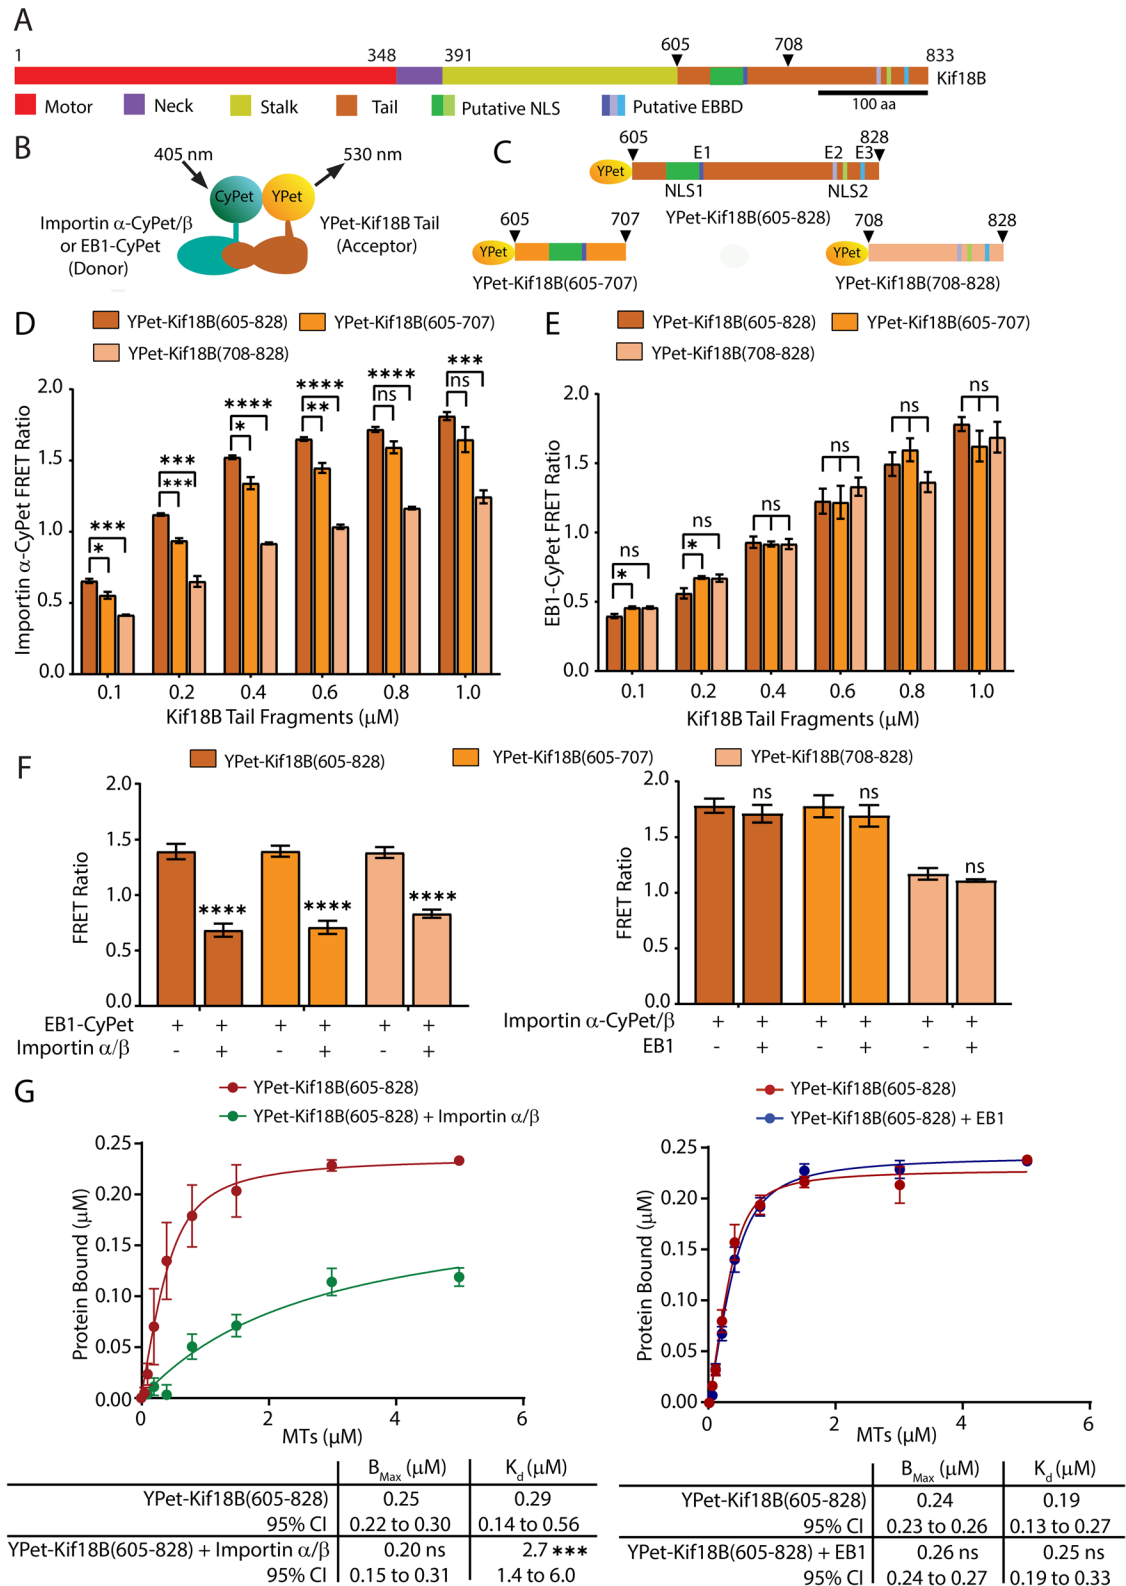 A
1 348 391 605 708 833
Kif18B
Motor Neck Stalk Tail Putative NLS Putative EBBD
100 aa
B
405 nm 530 nm
CyPet YPet
Importin α-CyPet/β
or EB1-CyPet
(Donor)
YPet-Kif18B Tail
(Acceptor)
C
605 828
YPet E1 E2 E3
NLS1 NLS2
YPet-Kif18B(605-828)
605 707
YPet
YPet-Kif18B(605-707)
708 828
YPet
YPet-Kif18B(708-828)
D
YPet-Kif18B(605-828) YPet-Kif18B(605-707)
YPet-Kif18B(708-828)
Importin α-CyPet FRET Ratio
2.0
1.5
1.0
0.5
0.0
*** *
*** ***
**** *
**** **
**** ns
*** ns
0.1 0.2 0.4 0.6 0.8 1.0
Kif18B Tail Fragments (μM)
E
YPet-Kif18B(605-828) YPet-Kif18B(605-707)
YPet-Kif18B(708-828)
EB1-CyPet FRET Ratio
2.0
1.5
1.0
0.5
0.0
ns *
ns *
ns
ns
ns
ns
0.1 0.2 0.4 0.6 0.8 1.0
Kif18B Tail Fragments (μM)
F
YPet-Kif18B(605-828) YPet-Kif18B(605-707) YPet-Kif18B(708-828)
FRET Ratio
2.0
1.5
1.0
0.5
0.0
**** **** ****
EB1-CyPet + + + + + +
Importin α/β - + - + - +
FRET Ratio
2.0
1.5
1.0
0.5
0.0
ns ns ns
Importin α-CyPet/β + + + + + +
EB1 - + - + - +
G
YPet-Kif18B(605-828)
YPet-Kif18B(605-828) + Importin α/β
Protein Bound (μM)
0.25
0.20
0.15
0.10
0.05
0.00
0 2 4 6
MTs (μM)
YPet-Kif18B(605-828)
YPet-Kif18B(605-828) + EB1
Protein Bound (μM)
0.25
0.20
0.15
0.10
0.05
0.00
0 2 4 6
MTs (μM)
BMax (μM) Kd (μM)
YPet-Kif18B(605-828) 0.25 0.29
95% CI 0.22 to 0.30 0.14 to 0.56
YPet-Kif18B(605-828) + Importin α/β 0.20 ns 2.7 ***
95% CI 0.15 to 0.31 1.4 to 6.0
BMax (μM) Kd (μM)
YPet-Kif18B(605-828) 0.24 0.19
95% CI 0.23 to 0.26 0.13 to 0.27
YPet-Kif18B(605-828) + EB1 0.26 ns 0.25 ns
95% CI 0.24 to 0.27 0.19 to 0.33